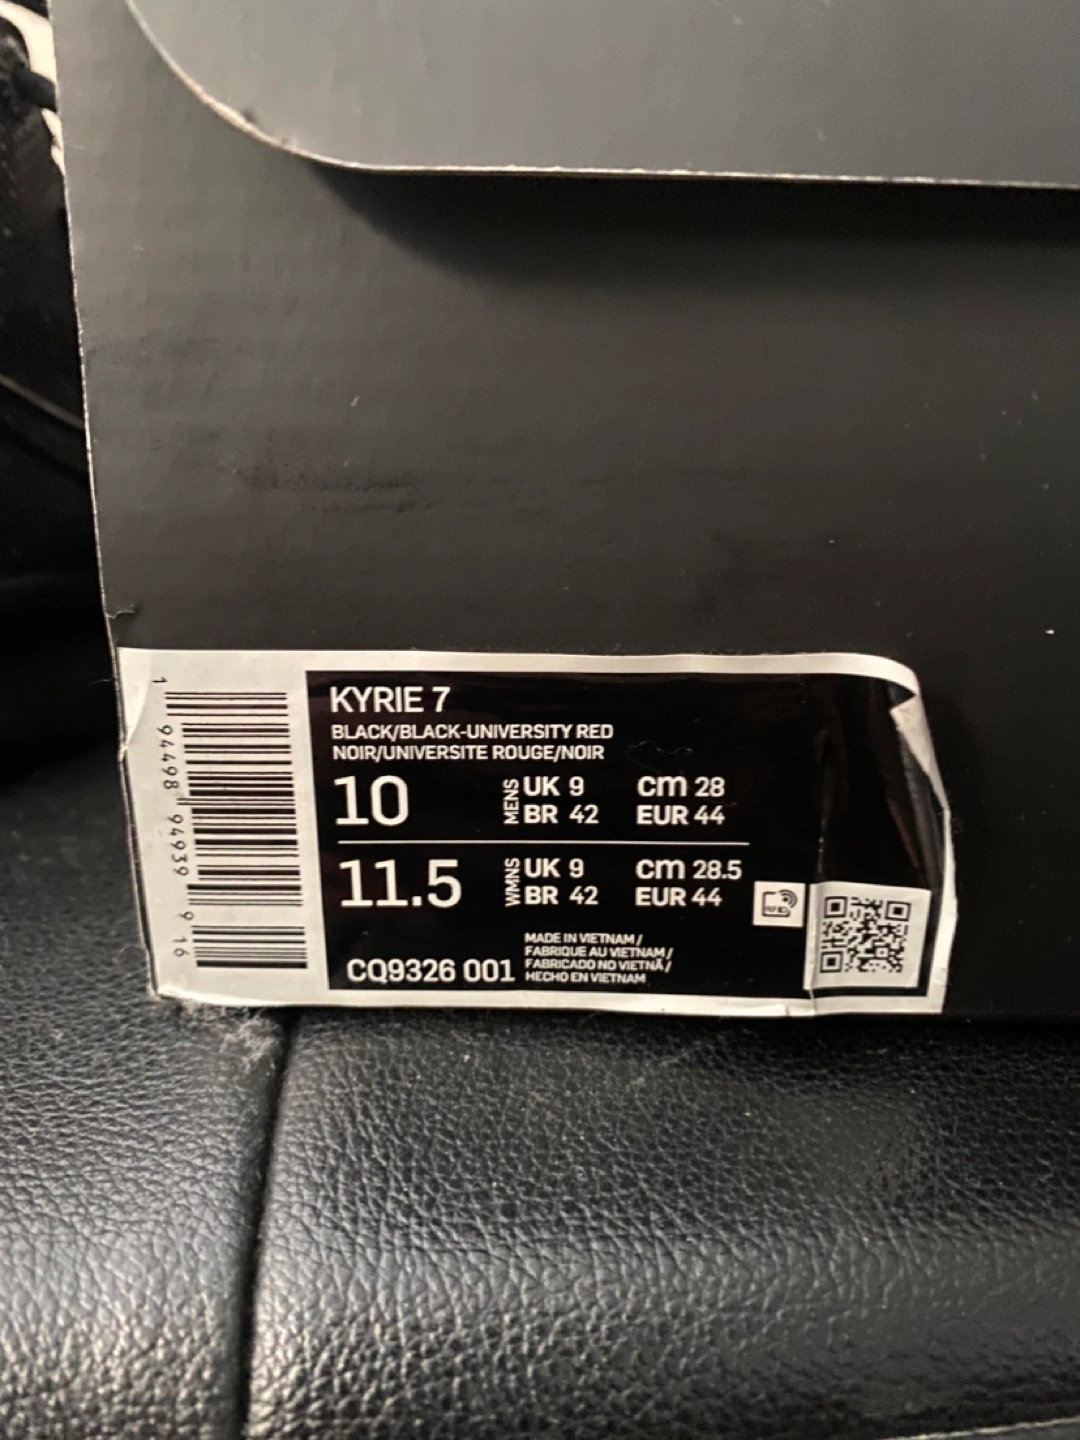 KYRIE 7
BLACK/BLACK-UNIVERSITY RED
NOIR/UNIVERSITE ROUGE/NOIR
10 MENS UK 9 cm 28
BR 42 EUR 44
11.5 WMNS UK 9 cm 28.5
BR 42 EUR 44
RFID
CQ9326 001
MADE IN VIETNAM /
FABRIQUE AU VIETNAM /
FABRICADO NO VIETNÃ /
HECHO EN VIETNAM
1 94498 94939 9 16